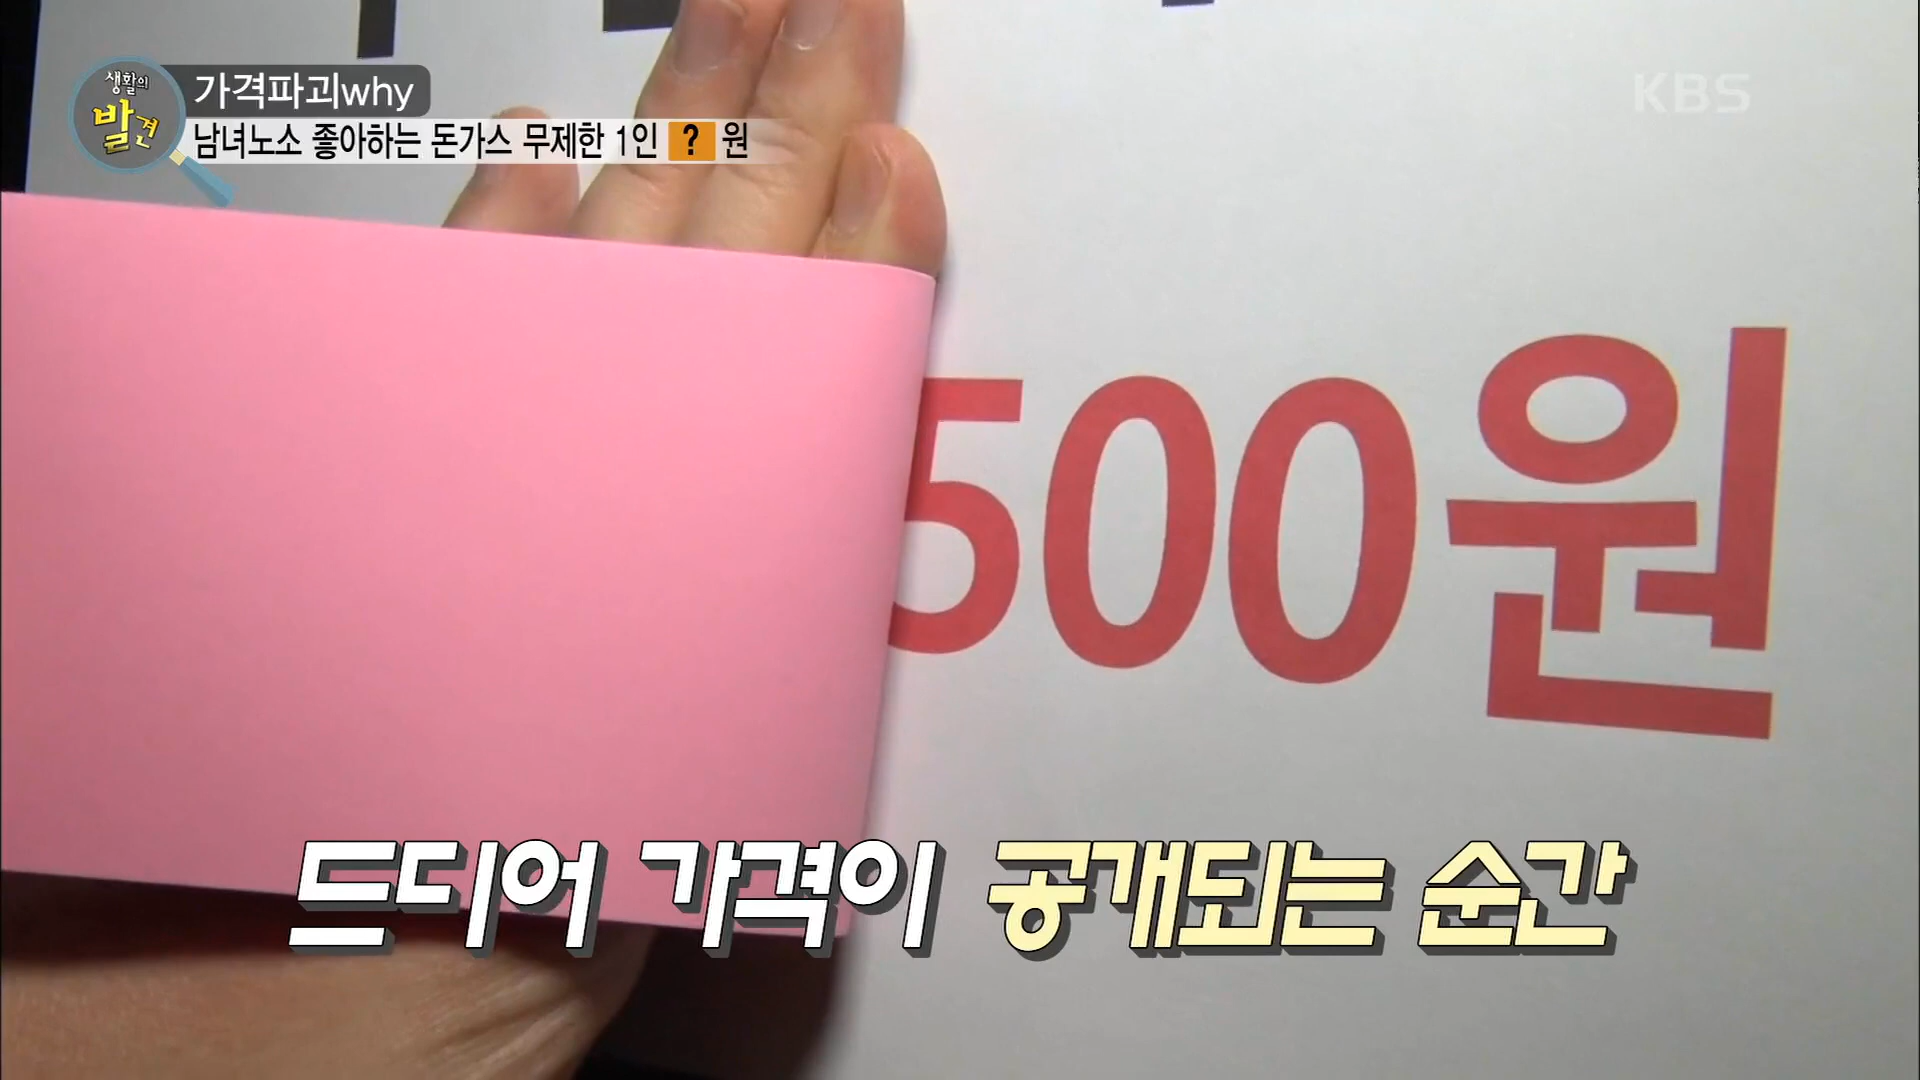 생활의
발견
가격파괴why
남녀노소 좋아하는 돈가스 무제한 1인 ? 원
KBS
500원
드디어 가격이 공개되는 순간